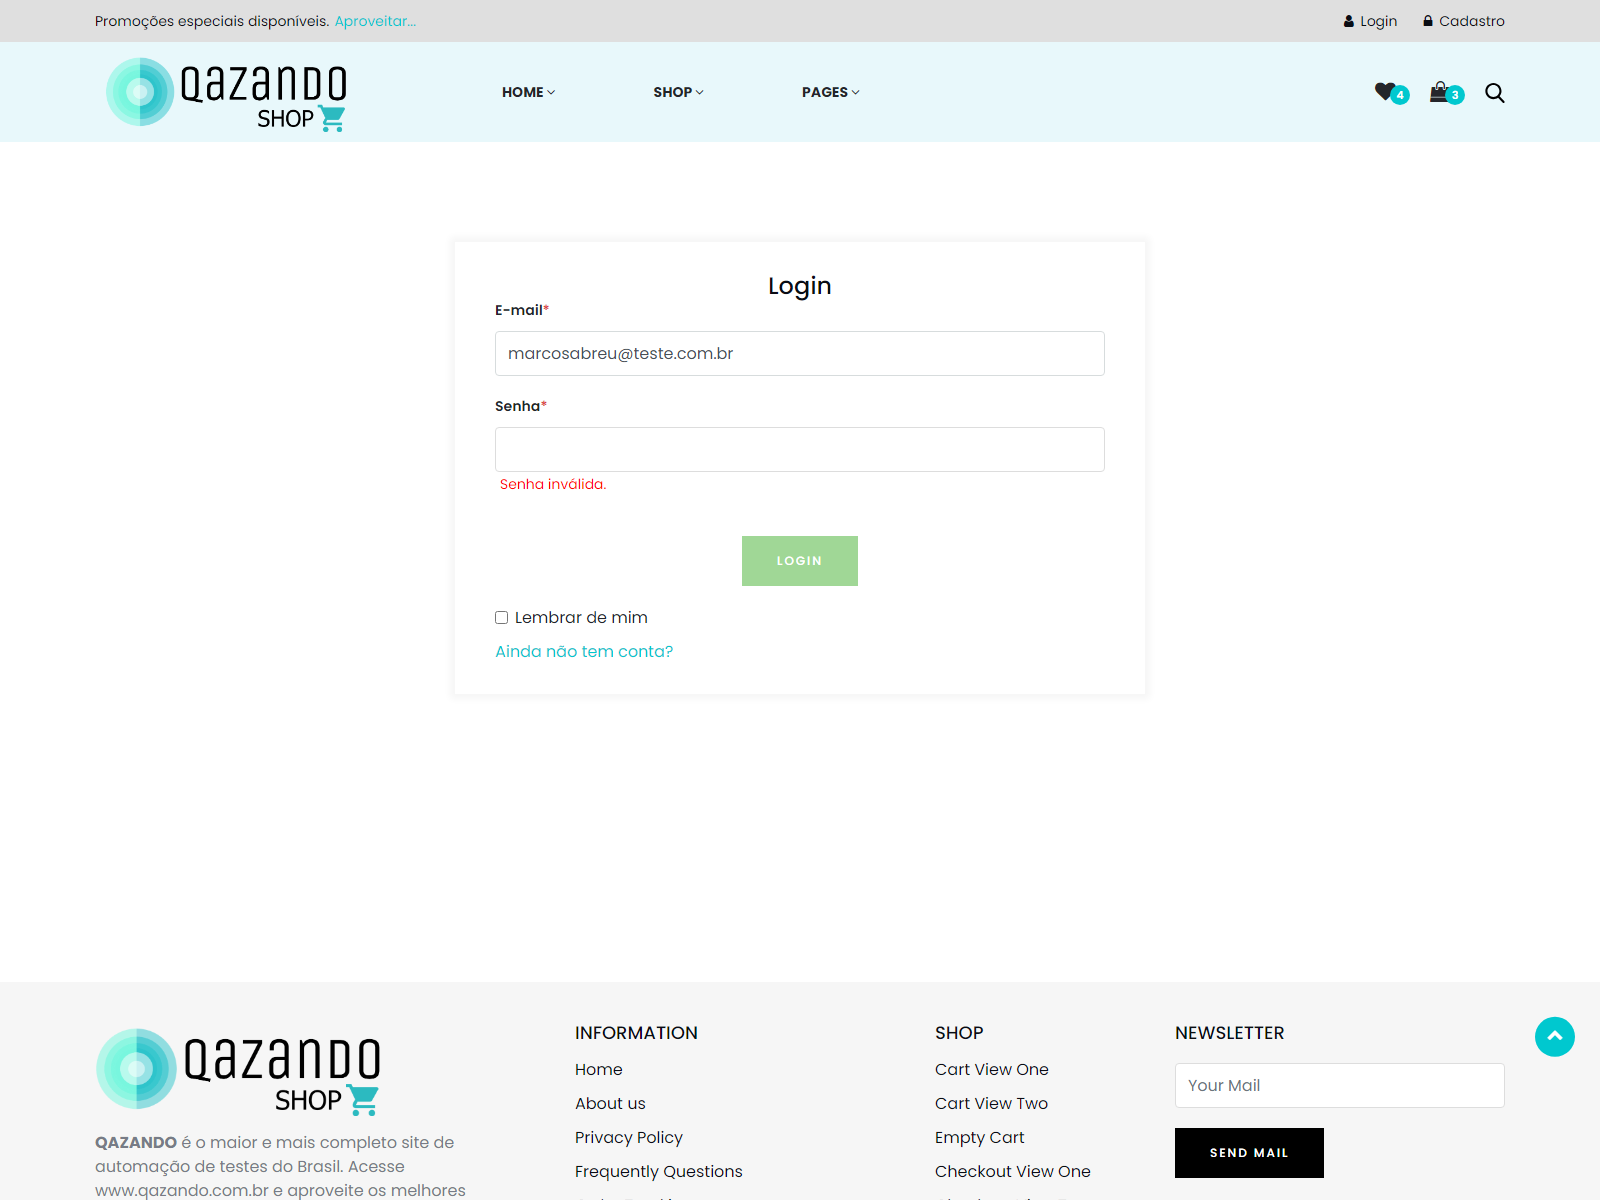 Promoções especiais disponíveis. Aproveitar...
Login
Cadastro
QAZANDO
SHOP
HOME
SHOP
PAGES
4
3
Login
E-mail*
marcosabreu@teste.com.br
Senha*
Senha inválida.
LOGIN
Lembrar de mim
Ainda não tem conta?
QAZANDO
SHOP
QAZANDO é o maior e mais completo site de
automação de testes do Brasil. Acesse
www.qazando.com.br e aproveite os melhores
INFORMATION
Home
About us
Privacy Policy
Frequently Questions
SHOP
Cart View One
Cart View Two
Empty Cart
Checkout View One
NEWSLETTER
Your Mail
SEND MAIL